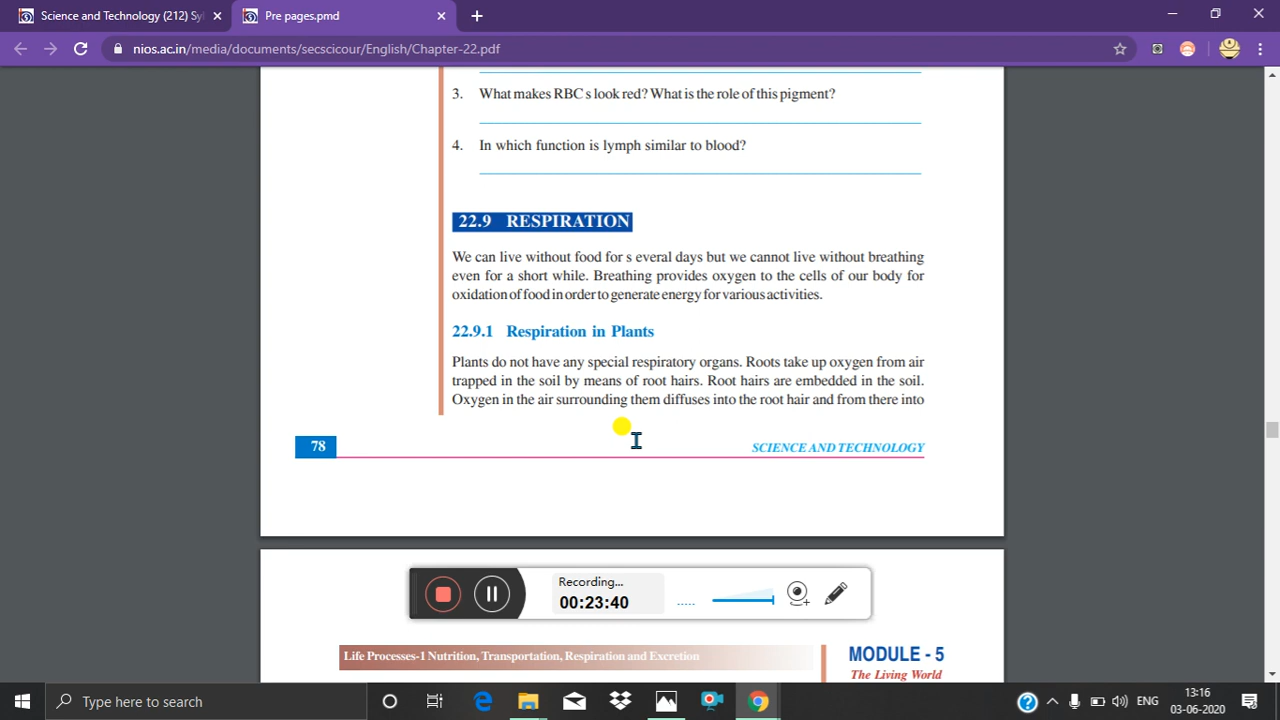 Science and Technology (212) Syl
Pre pages.pmd
nios.ac.in/media/documents/secscicour/English/Chapter-22.pdf
3. What makes RBC s look red? What is the role of this pigment?
4. In which function is lymph similar to blood?
22.9 RESPIRATION
We can live without food for s everal days but we cannot live without breathing
even for a short while. Breathing provides oxygen to the cells of our body for
oxidation of food in order to generate energy for various activities.
22.9.1 Respiration in Plants
Plants do not have any special respiratory organs. Roots take up oxygen from air
trapped in the soil by means of root hairs. Root hairs are embedded in the soil.
Oxygen in the air surrounding them diffuses into the root hair and from there into
78
SCIENCE AND TECHNOLOGY
Recording...
00:23:40
Life Processes-1 Nutrition, Transportation, Respiration and Excretion
MODULE - 5
The Living World
Type here to search
ENG
13:16
03-06-2020